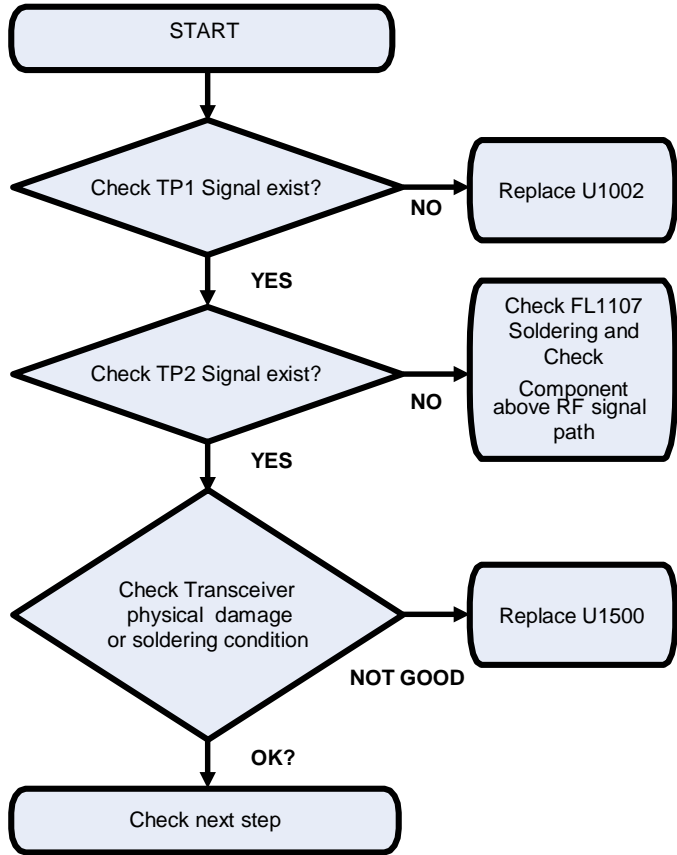 START
Check TP1 Signal exist?
NO
Replace U1002
YES
Check TP2 Signal exist?
NO
Check FL1107
Soldering and
Check
Component
above RF signal
path
YES
Check Transceiver
physical damage
or soldering condition
NOT GOOD
Replace U1500
OK?
Check next step